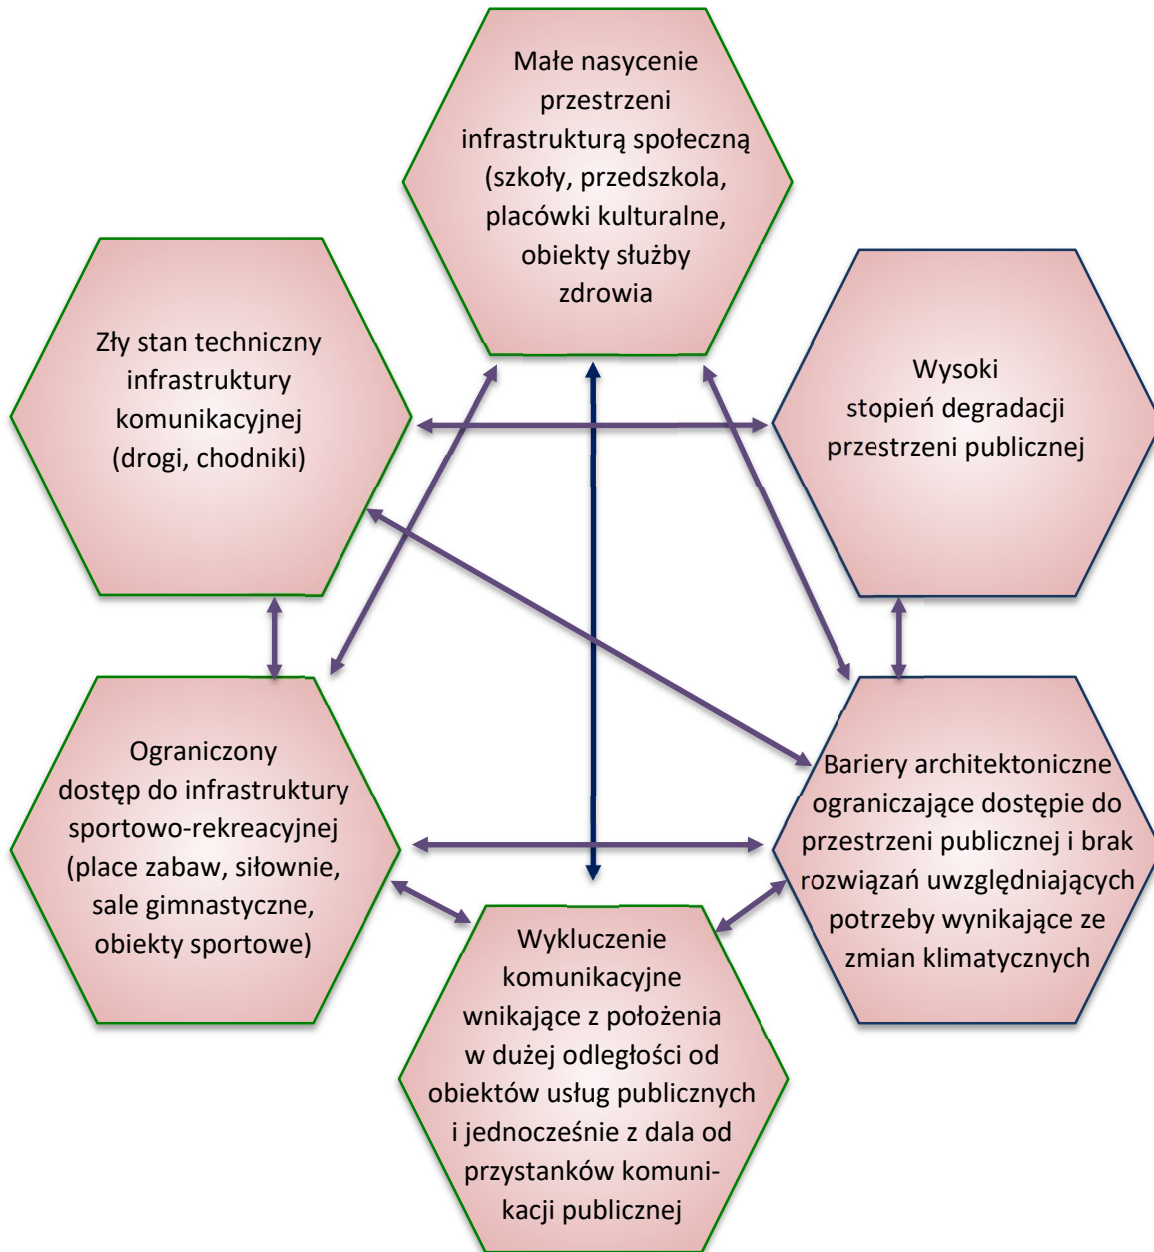 Małe nasycenie
przestrzeni
infrastrukturą społeczną
(szkoły, przedszkola,
placówki kulturalne,
obiekty służby
zdrowia
Zły stan techniczny
infrastruktury
komunikacyjnej
(drogi, chodniki)
Wysoki
stopień degradacji
przestrzeni publicznej
Ograniczony
dostęp do infrastruktury
sportowo-rekreacyjnej
(place zabaw, siłownie,
sale gimnastyczne,
obiekty sportowe)
Bariery architektoniczne
ograniczające dostępie do
przestrzeni publicznej i brak
rozwiązań uwzględniających
potrzeby wynikające ze
zmian klimatycznych
Wykluczenie
komunikacyjne
wnikające z położenia
w dużej odległości od
obiektów usług publicznych
i jednocześnie z dala od
przystanków komuni-
kacji publicznej